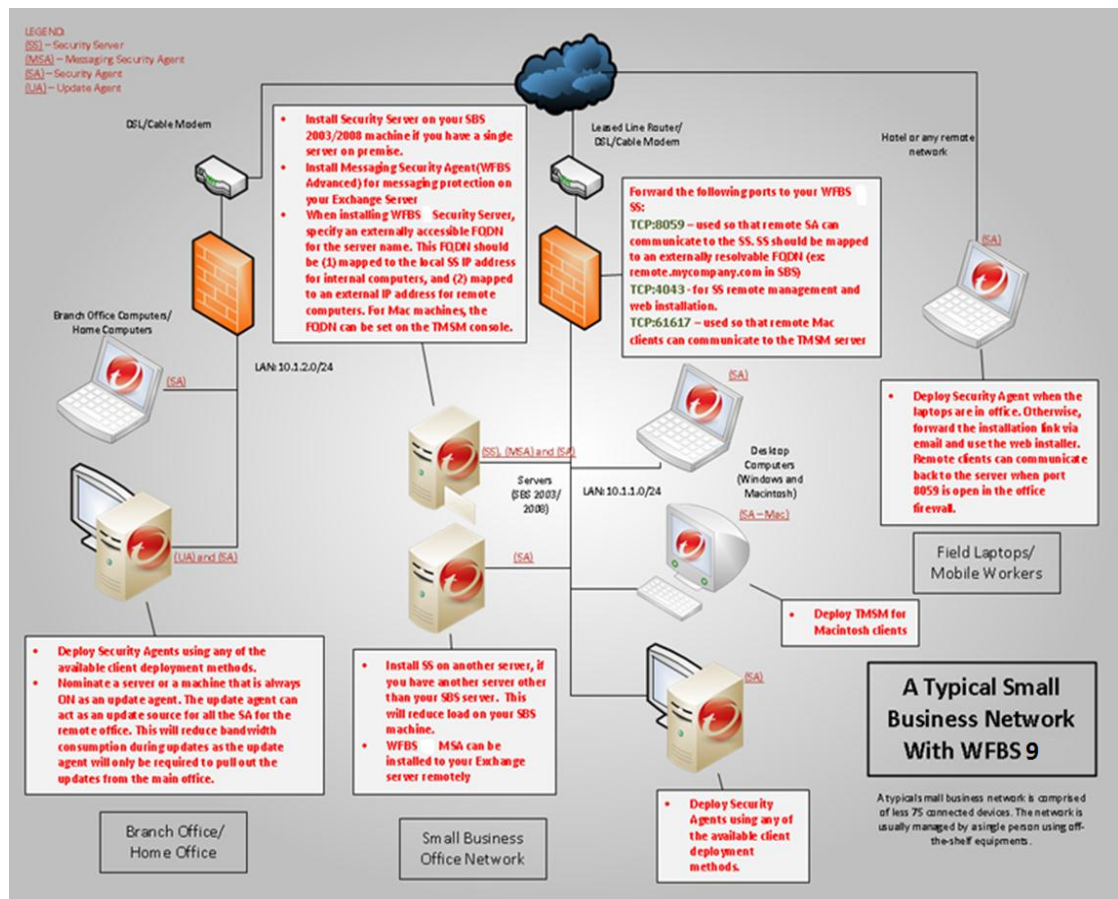 LEGEND:
(SS) – Security Server
(MSA) – Messaging Security Agent
(SA) – Security Agent
(UA) – Update Agent
DSL/Cable Modem
• Install Security Server on your SBS
2003/2008 machine if you have a single
server on premise.
• Install Messaging Security Agent(WFBS
Advanced) for messaging protection on
your Exchange Server
• When installing WFBS Security Server,
specify an externally accessible FQDN
for the server name. This FQDN should
be (1) mapped to the local SS IP address
for internal computers, and (2) mapped
to an external IP address for remote
computers. For Mac machines, the
FQDN can be set on the TMSM console.
Leased Line Router/
DSL/Cable Modem
Hotel or any remote
network
Forward the following ports to your WFBS
SS:
TCP:8059 – used so that remote SA can
communicate to the SS. SS should be mapped
to an externally resolvable FQDN (ex:
remote.mycompany.com in SBS)
TCP:4043 - for SS remote management and
web installation.
TCP:61617 – used so that remote Mac
clients can communicate to the TMSM server
(SA)
Branch Office Computers/
Home Computers
(SA)
LAN: 10.1.2.0/24
(UA) and (SA)
(SS), (MSA) and (SA)
Servers
(SBS 2003/
2008)
LAN: 10.1.1.0/24
(SA)
(SA)
Desktop
Computers
(Windows and
Macintosh)
(SA – Mac)
• Deploy Security Agent when the
laptops are in office. Otherwise,
forward the installation link via
email and use the web installer.
Remote clients can communicate
back to the server when port
8059 is open in the office
firewall.
Field Laptops/
Mobile Workers
• Deploy TMSM for
Macintosh clients
• Deploy Security Agents using any of the
available client deployment methods.
• Nominate a server or a machine that is always
ON as an update agent. The update agent can
act as an update source for all the SA for the
remote office. This will reduce bandwidth
consumption during updates as the update
agent will only be required to pull out the
updates from the main office.
• Install SS on another server, if
you have another server other
than your SBS server. This
will reduce load on your SBS
machine.
• WFBS MSA can be
installed to your Exchange
server remotely
(SA)
• Deploy Security
Agents using any of
the available client
deployment
methods.
Branch Office/
Home Office
Small Business
Office Network
A Typical Small
Business Network
With WFBS 9
A typical small business network is comprised
of less 75 connected devices. The network is
usually managed by a single person using off-
the-shelf equipments.